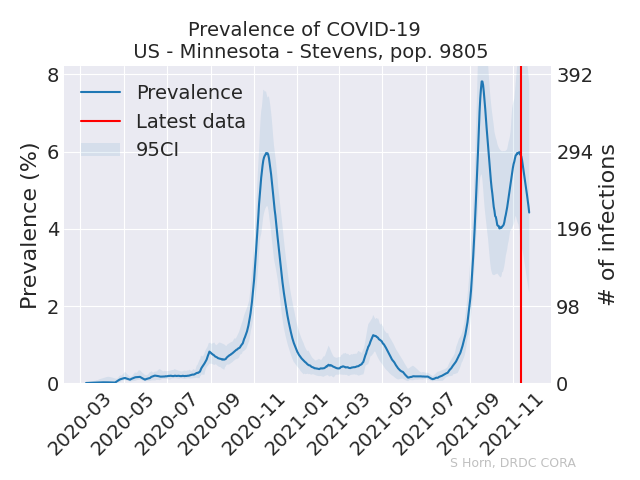 Prevalence of COVID-19
US - Minnesota - Stevens, pop. 9805
Prevalence
Latest data
95CI
Prevalence (%)
8
6
4
2
0
392
294
196
98
0
# of infections
2020-03
2020-05
2020-07
2020-09
2020-11
2021-01
2021-03
2021-05
2021-07
2021-09
2021-11
S Horn, DRDC CORA